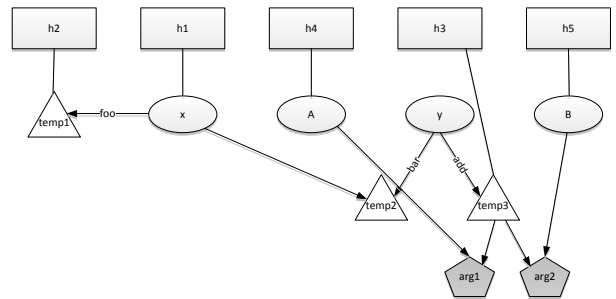 h2 h1 h4 h3 h5
temp1 foo x A y B
bar add
temp2 temp3
arg1 arg2